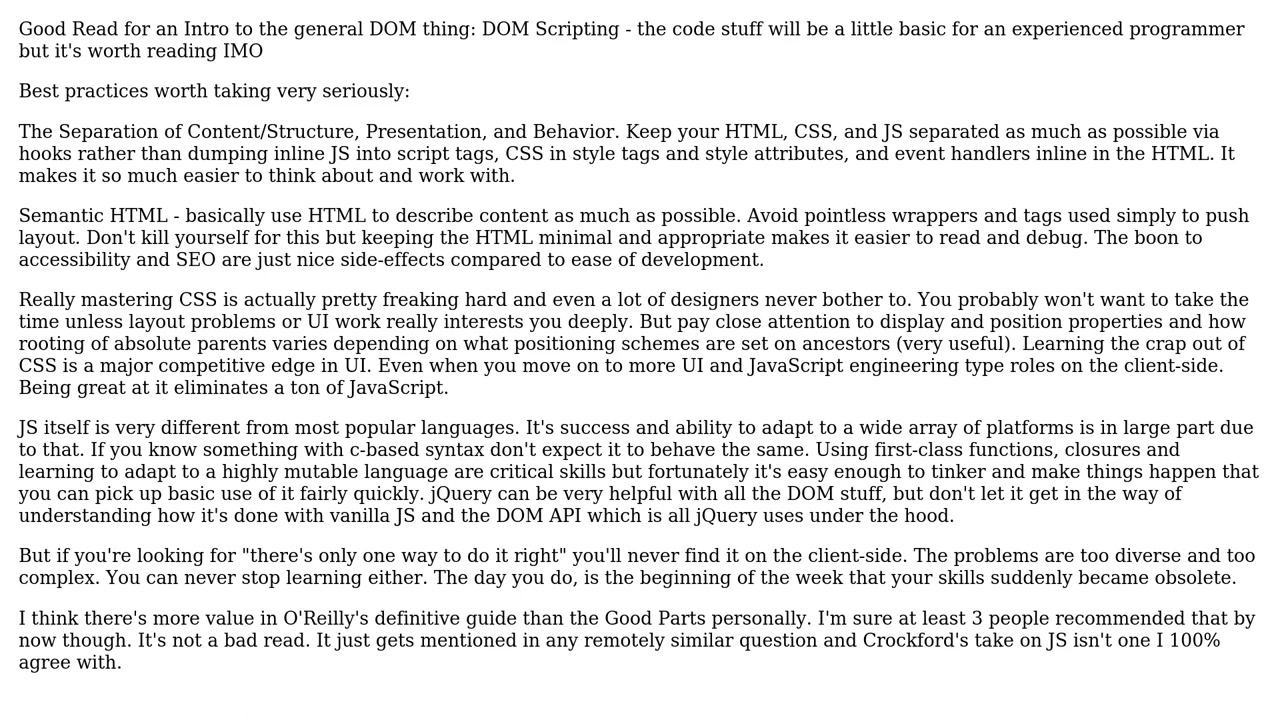 Good Read for an Intro to the general DOM thing: DOM Scripting - the code stuff will be a little basic for an experienced programmer
but it's worth reading IMO
Best practices worth taking very seriously:
The Separation of Content/Structure, Presentation, and Behavior. Keep your HTML, CSS, and JS separated as much as possible via
hooks rather than dumping inline JS into script tags, CSS in style tags and style attributes, and event handlers inline in the HTML. It
makes it so much easier to think about and work with.
Semantic HTML - basically use HTML to describe content as much as possible. Avoid pointless wrappers and tags used simply to push
layout. Don't kill yourself for this but keeping the HTML minimal and appropriate makes it easier to read and debug. The boon to
accessibility and SEO are just nice side-effects compared to ease of development.
Really mastering CSS is actually pretty freaking hard and even a lot of designers never bother to. You probably won't want to take the
time unless layout problems or UI work really interests you deeply. But pay close attention to display and position properties and how
rooting of absolute parents varies depending on what positioning schemes are set on ancestors (very useful). Learning the crap out of
CSS is a major competitive edge in UI. Even when you move on to more UI and JavaScript engineering type roles on the client-side.
Being great at it eliminates a ton of JavaScript.
JS itself is very different from most popular languages. It's success and ability to adapt to a wide array of platforms is in large part due
to that. If you know something with c-based syntax don't expect it to behave the same. Using first-class functions, closures and
learning to adapt to a highly mutable language are critical skills but fortunately it's easy enough to tinker and make things happen that
you can pick up basic use of it fairly quickly. jQuery can be very helpful with all the DOM stuff, but don't let it get in the way of
understanding how it's done with vanilla JS and the DOM API which is all jQuery uses under the hood.
But if you're looking for "there's only one way to do it right" you'll never find it on the client-side. The problems are too diverse and too
complex. You can never stop learning either. The day you do, is the beginning of the week that your skills suddenly became obsolete.
I think there's more value in O'Reilly's definitive guide than the Good Parts personally. I'm sure at least 3 people recommended that by
now though. It's not a bad read. It just gets mentioned in any remotely similar question and Crockford's take on JS isn't one I 100%
agree with.